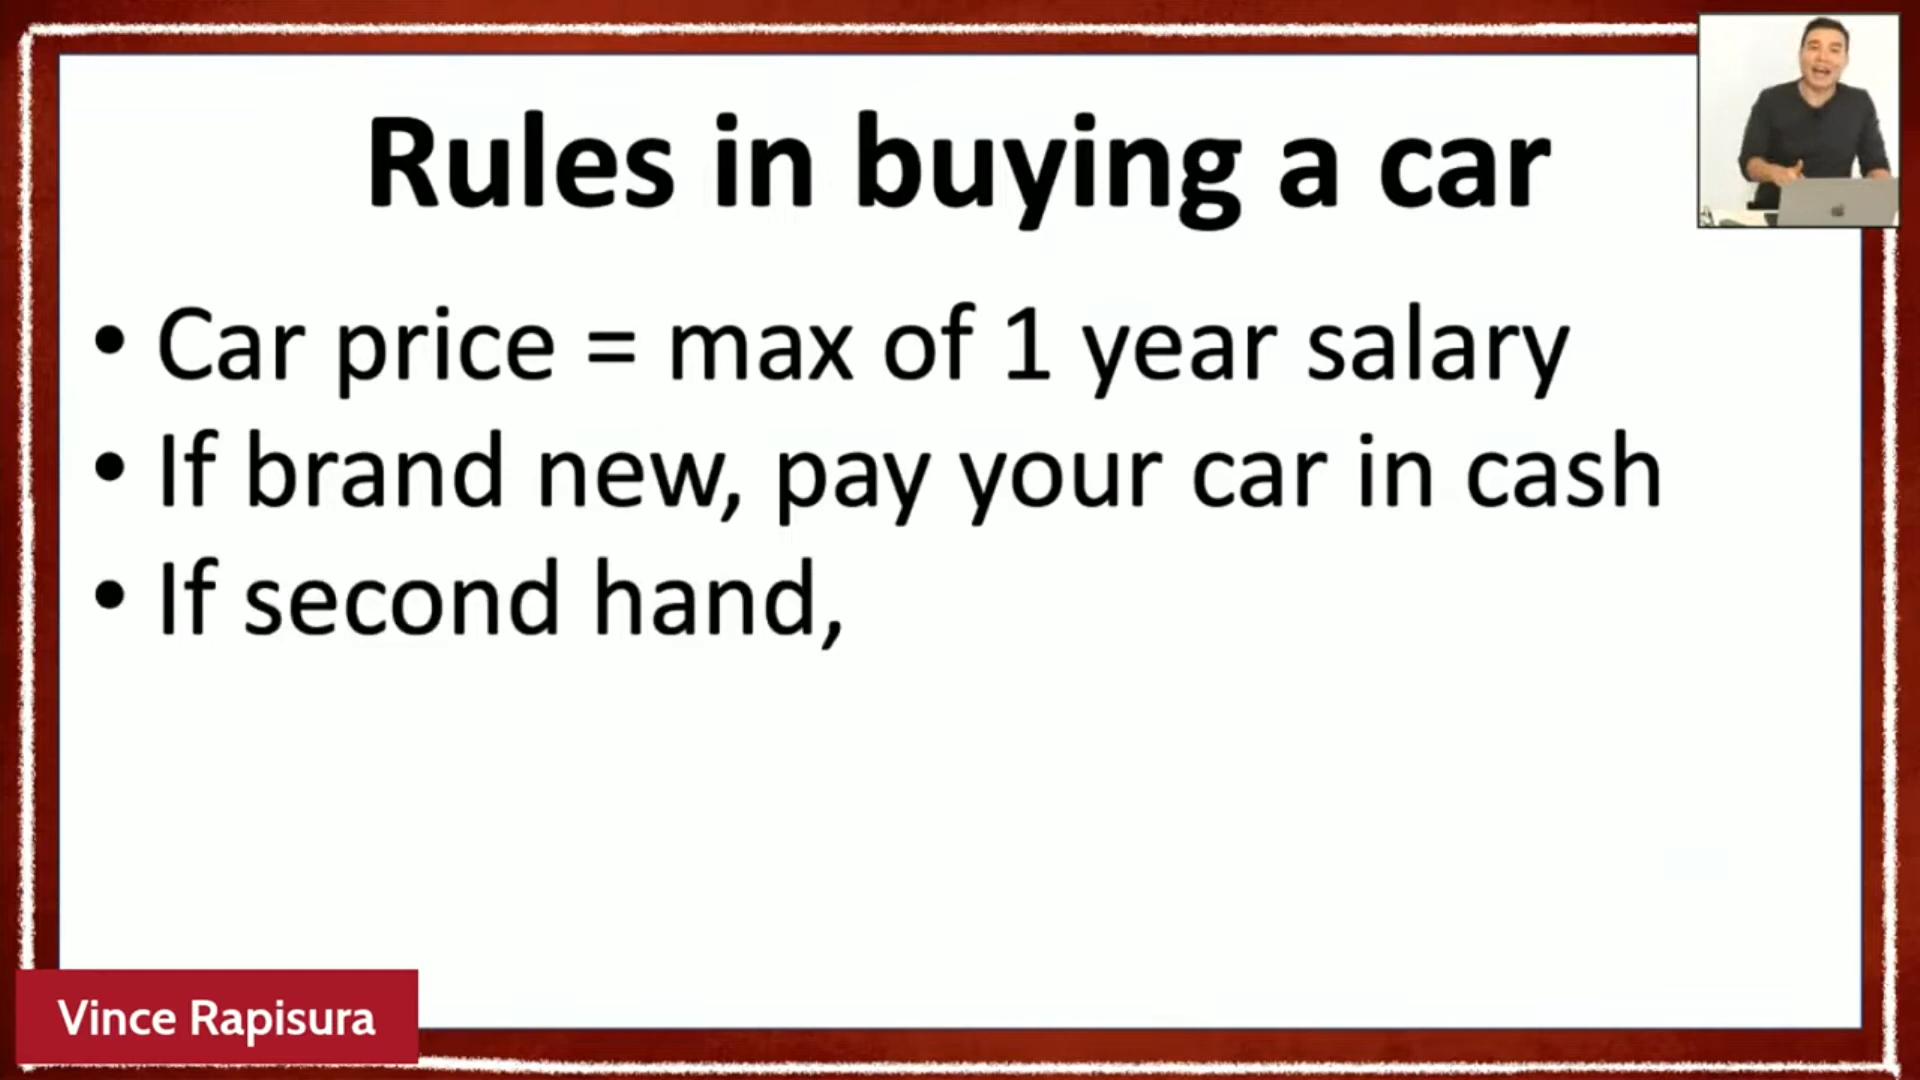 Rules in buying a car
• Car price = max of 1 year salary
• If brand new, pay your car in cash
• If second hand,
Vince Rapisura